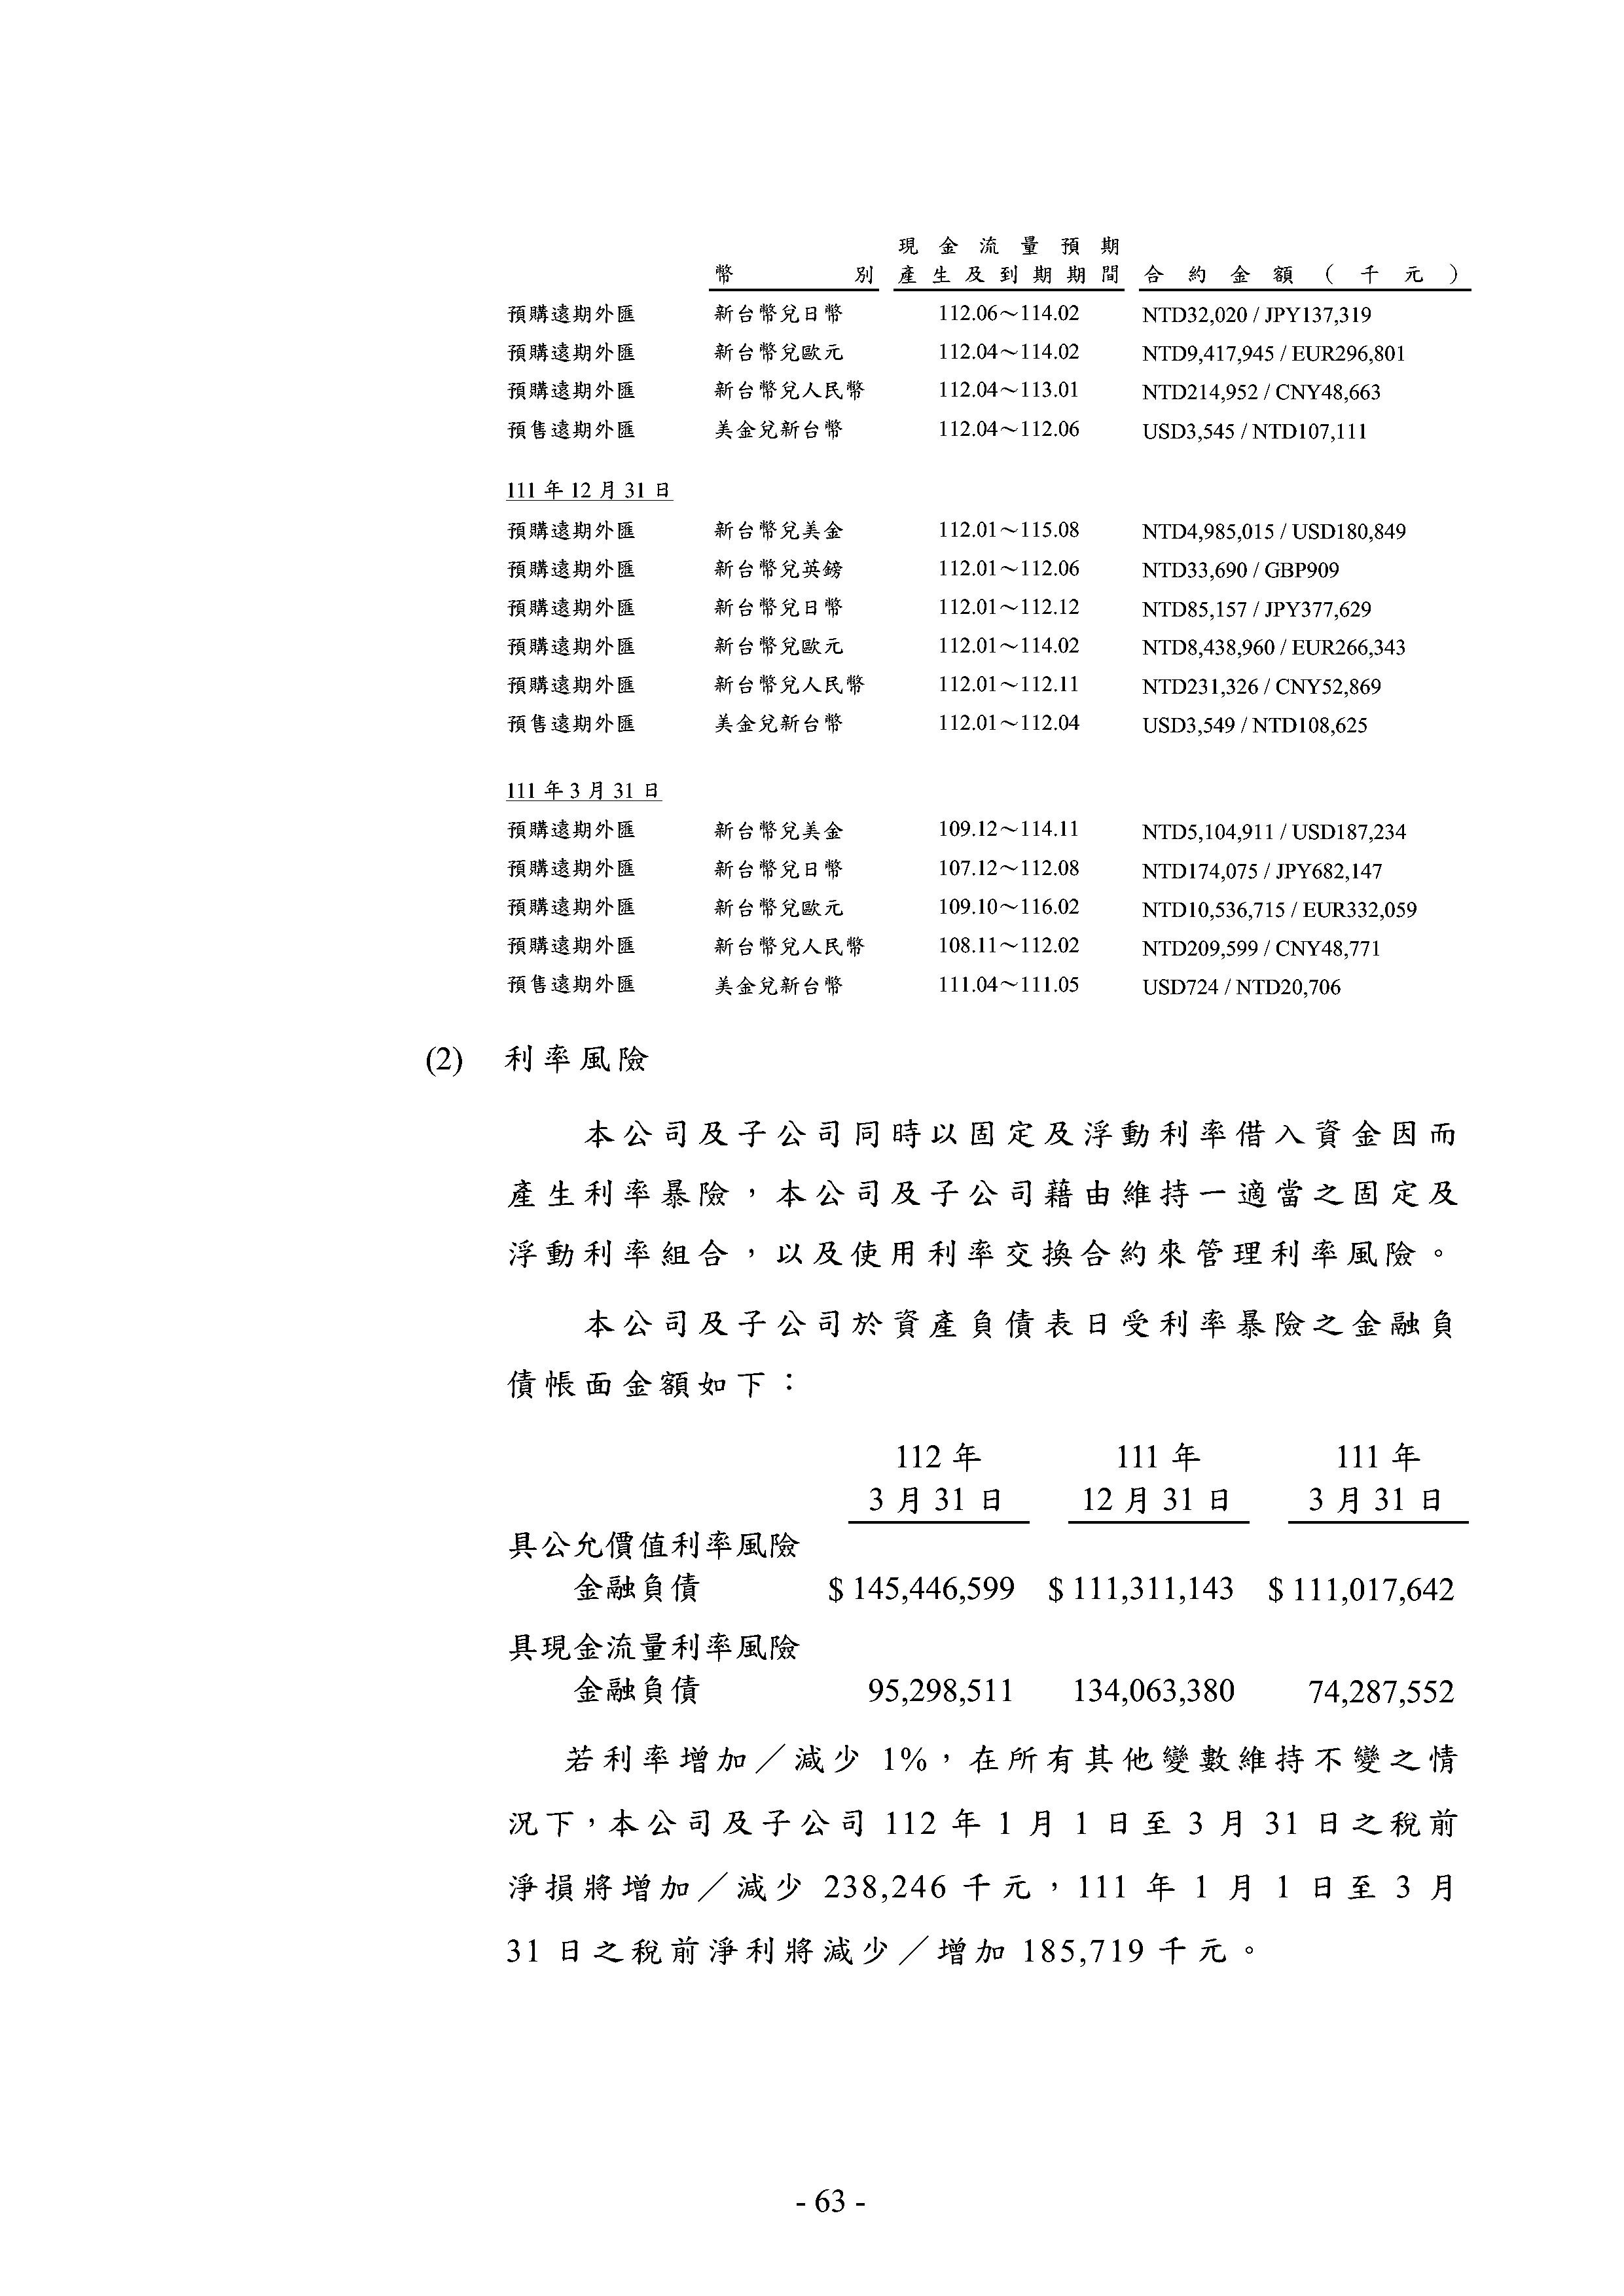 現金流量預期
幣別 產生及到期期間 合約金額（千元）
預購遠期外匯 新台幣兌日幣 112.06～114.02 NTD32,020 / JPY137,319
預購遠期外匯 新台幣兌歐元 112.04～114.02 NTD9,417,945 / EUR296,801
預購遠期外匯 新台幣兌人民幣 112.04～113.01 NTD214,952 / CNY48,663
預售遠期外匯 美金兌新台幣 112.04～112.06 USD3,545 / NTD107,111
111 年 12 月 31 日
預購遠期外匯 新台幣兌美金 112.01～115.08 NTD4,985,015 / USD180,849
預購遠期外匯 新台幣兌英鎊 112.01～112.06 NTD33,690 / GBP909
預購遠期外匯 新台幣兌日幣 112.01～112.12 NTD85,157 / JPY377,629
預購遠期外匯 新台幣兌歐元 112.01～114.02 NTD8,438,960 / EUR266,343
預購遠期外匯 新台幣兌人民幣 112.01～112.11 NTD231,326 / CNY52,869
預售遠期外匯 美金兌新台幣 112.01～112.04 USD3,549 / NTD108,625
111 年 3 月 31 日
預購遠期外匯 新台幣兌美金 109.12～114.11 NTD5,104,911 / USD187,234
預購遠期外匯 新台幣兌日幣 107.12～112.08 NTD174,075 / JPY682,147
預購遠期外匯 新台幣兌歐元 109.10～116.02 NTD10,536,715 / EUR332,059
預購遠期外匯 新台幣兌人民幣 108.11～112.02 NTD209,599 / CNY48,771
預售遠期外匯 美金兌新台幣 111.04～111.05 USD724 / NTD20,706
(2) 利率風險
本公司及子公司同時以固定及浮動利率借入資金因而
產生利率暴險，本公司及子公司藉由維持一適當之固定及
浮動利率組合，以及使用利率交換合約來管理利率風險。
本公司及子公司於資產負債表日受利率暴險之金融負
債帳面金額如下：
112 年 111 年 111 年
3 月 31 日 12 月 31 日 3 月 31 日
具公允價值利率風險
金融負債 $ 145,446,599 $ 111,311,143 $ 111,017,642
具現金流量利率風險
金融負債 95,298,511 134,063,380 74,287,552
若利率增加／減少 1%，在所有其他變數維持不變之情
況下，本公司及子公司 112 年 1 月 1 日至 3 月 31 日之稅前
淨損將增加／減少 238,246 千元，111 年 1 月 1 日至 3 月
31 日之稅前淨利將減少／增加 185,719 千元。
- 63 -